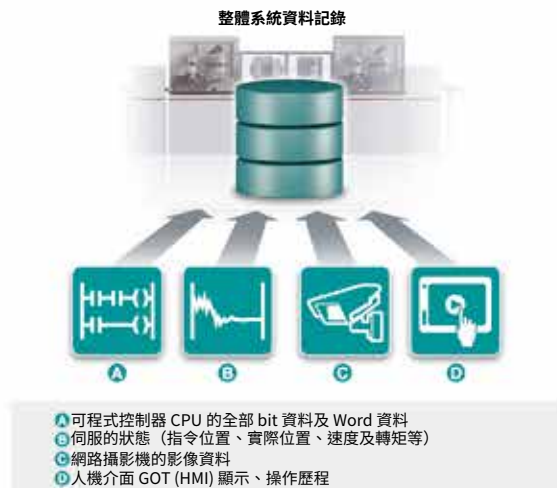 整體系統資料記錄
A
B
C
D
A可程式控制器 CPU 的全部 bit 資料及 Word 資料
B伺服的狀態（指令位置、實際位置、速度及轉矩等）
C網路攝影機的影像資料
D人機介面 GOT (HMI) 顯示、操作歷程